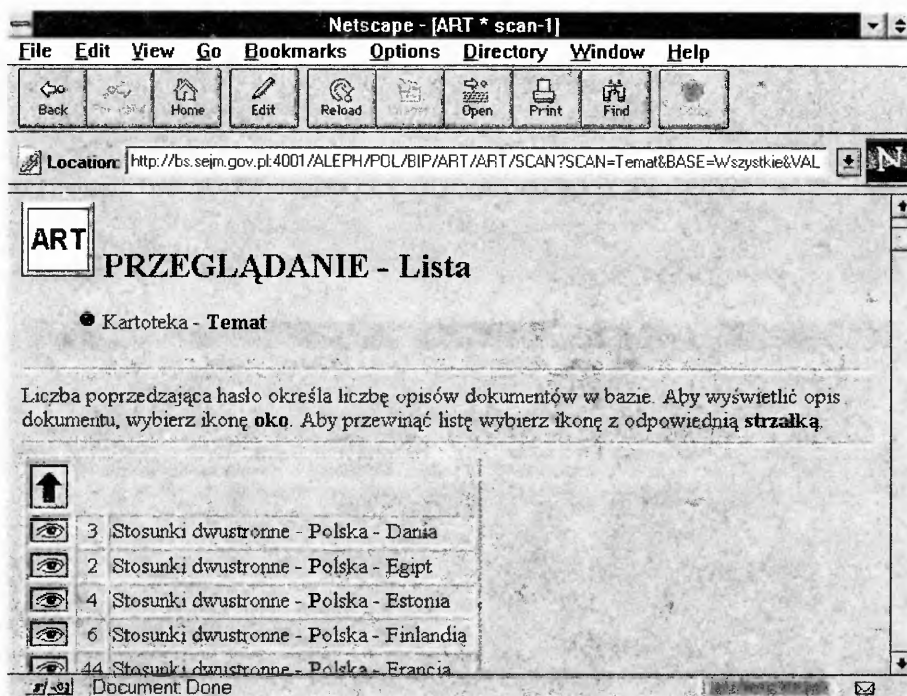 Netscape - [ART * scan-1]
File Edit View Go Bookmarks Options Directory Window Help
Back Home Edit Reload Open Print Find
Location: http://bs.sejm.gov.pl:4001/ALEPH/POL/BIP/ART/ART/SCAN?SCAN=Temat&BASE=Wszystkie&VAL
N
ART
PRZEGLĄDANIE - Lista
Kartoteka - Temat
Liczba poprzedzająca hasło określa liczbę opisów dokumentów w bazie. Aby wyświetlić opis
dokumentu, wybierz ikonę oko. Aby przewinąć listę wybierz ikonę z odpowiednią strzałką.
3 Stosunki dwustronne - Polska - Dania
2 Stosunki dwustronne - Polska - Egipt
4 Stosunki dwustronne - Polska - Estonia
6 Stosunki dwustronne - Polska - Finlandia
44 Stosunki dwustronne - Polska - Francja
Document: Done